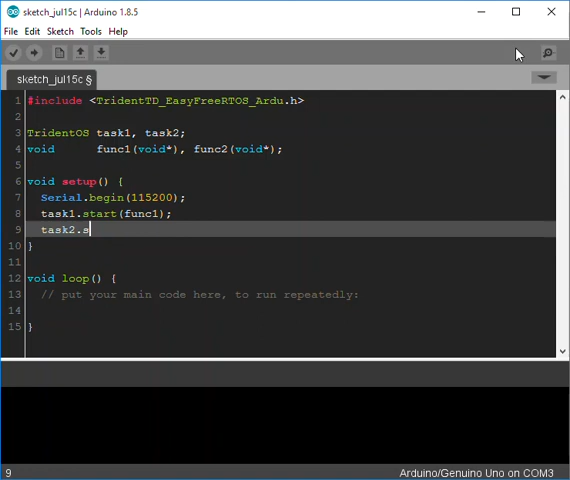 sketch_jul15c | Arduino 1.8.5
File Edit Sketch Tools Help
sketch_jul15c §
1 #include <TridentTD_EasyFreeRTOS_Ardu.h>
2
3 TridentOS task1, task2;
4 void func1(void*), func2(void*);
5
6 void setup() {
7 Serial.begin(115200);
8 task1.start(func1);
9 task2.s
10 }
11
12 void loop() {
13 // put your main code here, to run repeatedly:
14
15 }
9 Arduino/Genuino Uno on COM3